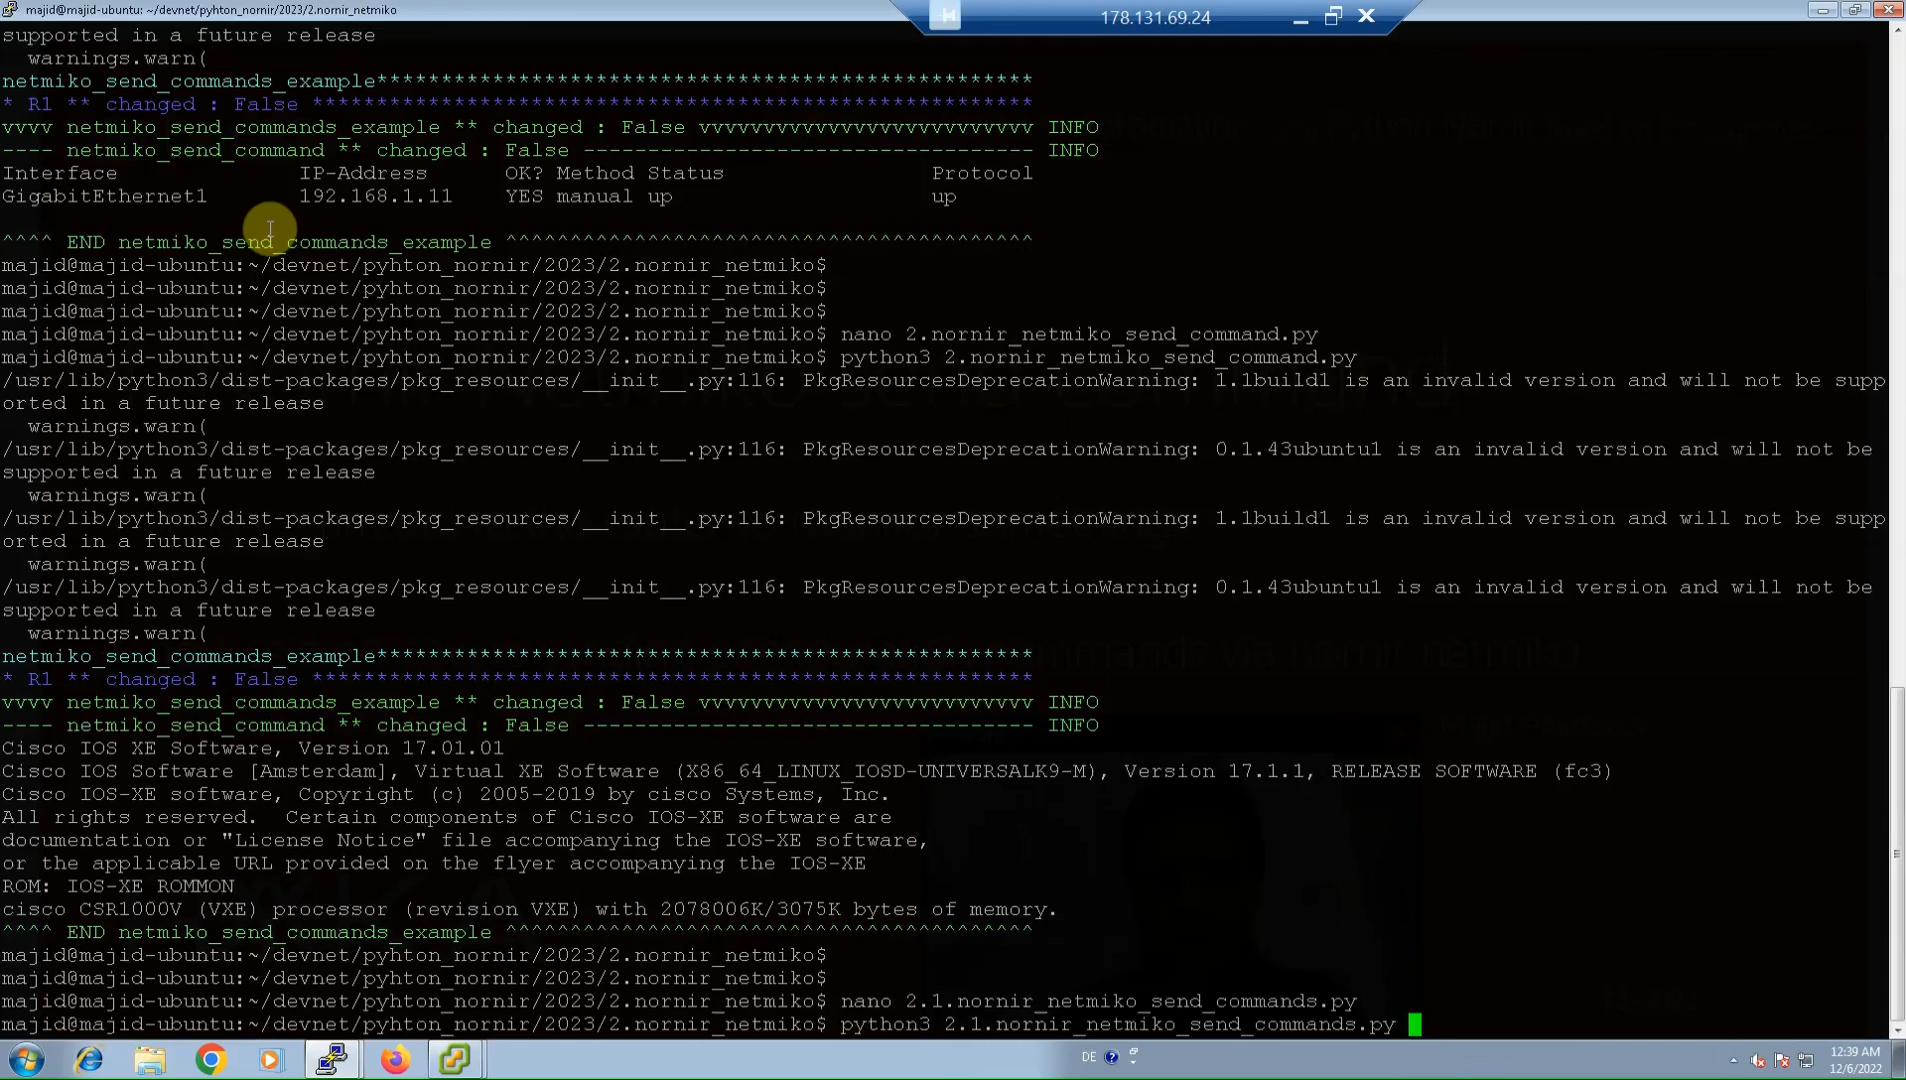 majid@majid-ubuntu: ~/devnet/pyhton_nornir/2023/2.nornir_netmiko
178.131.69.24
supported in a future release
  warnings.warn(
netmiko_send_commands_example***************************************************
* R1 ** changed : False ********************************************************
vvvv netmiko_send_commands_example ** changed : False vvvvvvvvvvvvvvvvvvvvvvvvvv INFO
---- netmiko_send_command ** changed : False ----------------------------------- INFO
Interface              IP-Address      OK? Method Status                Protocol
GigabitEthernet1       192.168.1.11    YES manual up                    up
^^^^ END netmiko_send_commands_example ^^^^^^^^^^^^^^^^^^^^^^^^^^^^^^^^^^^^^^^^^
majid@majid-ubuntu:~/devnet/pyhton_nornir/2023/2.nornir_netmiko$
majid@majid-ubuntu:~/devnet/pyhton_nornir/2023/2.nornir_netmiko$
majid@majid-ubuntu:~/devnet/pyhton_nornir/2023/2.nornir_netmiko$
majid@majid-ubuntu:~/devnet/pyhton_nornir/2023/2.nornir_netmiko$ nano 2.nornir_netmiko_send_command.py
majid@majid-ubuntu:~/devnet/pyhton_nornir/2023/2.nornir_netmiko$ python3 2.nornir_netmiko_send_command.py
/usr/lib/python3/dist-packages/pkg_resources/__init__.py:116: PkgResourcesDeprecationWarning: 1.1build1 is an invalid version and will not be supp
orted in a future release
  warnings.warn(
/usr/lib/python3/dist-packages/pkg_resources/__init__.py:116: PkgResourcesDeprecationWarning: 0.1.43ubuntu1 is an invalid version and will not be
supported in a future release
  warnings.warn(
/usr/lib/python3/dist-packages/pkg_resources/__init__.py:116: PkgResourcesDeprecationWarning: 1.1build1 is an invalid version and will not be supp
orted in a future release
  warnings.warn(
/usr/lib/python3/dist-packages/pkg_resources/__init__.py:116: PkgResourcesDeprecationWarning: 0.1.43ubuntu1 is an invalid version and will not be
supported in a future release
  warnings.warn(
netmiko_send_commands_example***************************************************
* R1 ** changed : False ********************************************************
vvvv netmiko_send_commands_example ** changed : False vvvvvvvvvvvvvvvvvvvvvvvvvv INFO
---- netmiko_send_command ** changed : False ----------------------------------- INFO
Cisco IOS XE Software, Version 17.01.01
Cisco IOS Software [Amsterdam], Virtual XE Software (X86_64_LINUX_IOSD-UNIVERSALK9-M), Version 17.1.1, RELEASE SOFTWARE (fc3)
Cisco IOS-XE software, Copyright (c) 2005-2019 by cisco Systems, Inc.
All rights reserved.  Certain components of Cisco IOS-XE software are
documentation or "License Notice" file accompanying the IOS-XE software,
or the applicable URL provided on the flyer accompanying the IOS-XE
ROM: IOS-XE ROMMON
cisco CSR1000V (VXE) processor (revision VXE) with 2078006K/3075K bytes of memory.
^^^^ END netmiko_send_commands_example ^^^^^^^^^^^^^^^^^^^^^^^^^^^^^^^^^^^^^^^^^
majid@majid-ubuntu:~/devnet/pyhton_nornir/2023/2.nornir_netmiko$
majid@majid-ubuntu:~/devnet/pyhton_nornir/2023/2.nornir_netmiko$
majid@majid-ubuntu:~/devnet/pyhton_nornir/2023/2.nornir_netmiko$ nano 2.1.nornir_netmiko_send_commands.py
majid@majid-ubuntu:~/devnet/pyhton_nornir/2023/2.nornir_netmiko$ python3 2.1.nornir_netmiko_send_commands.py
DE
12:39 AM
12/6/2022